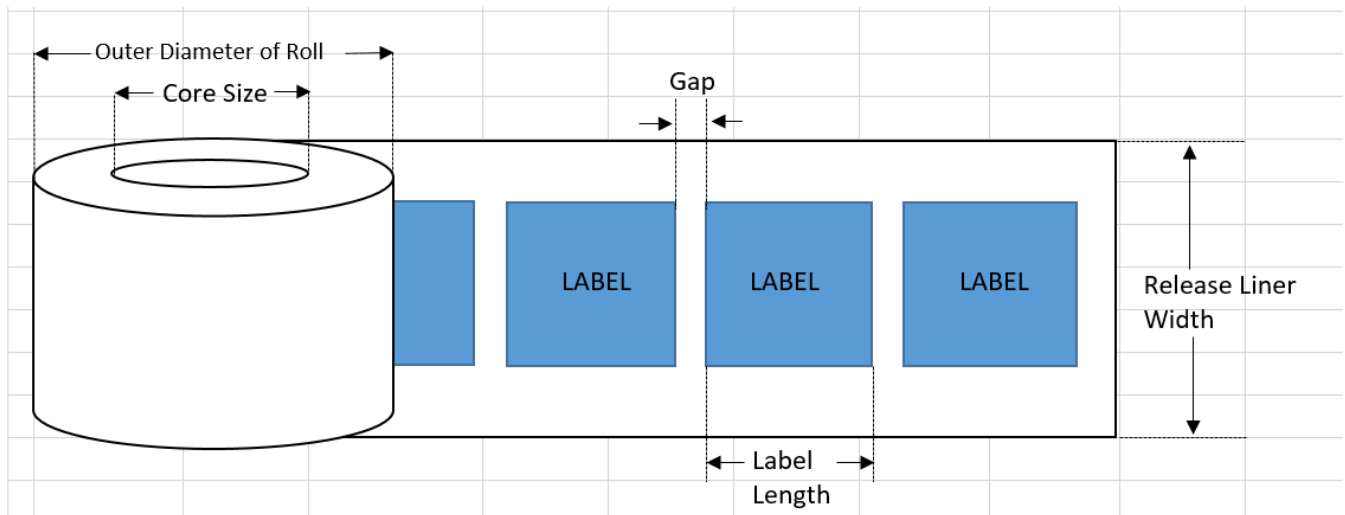 Outer Diameter of Roll
Core Size
Gap
LABEL
LABEL
LABEL
Release Liner
Width
Label
Length